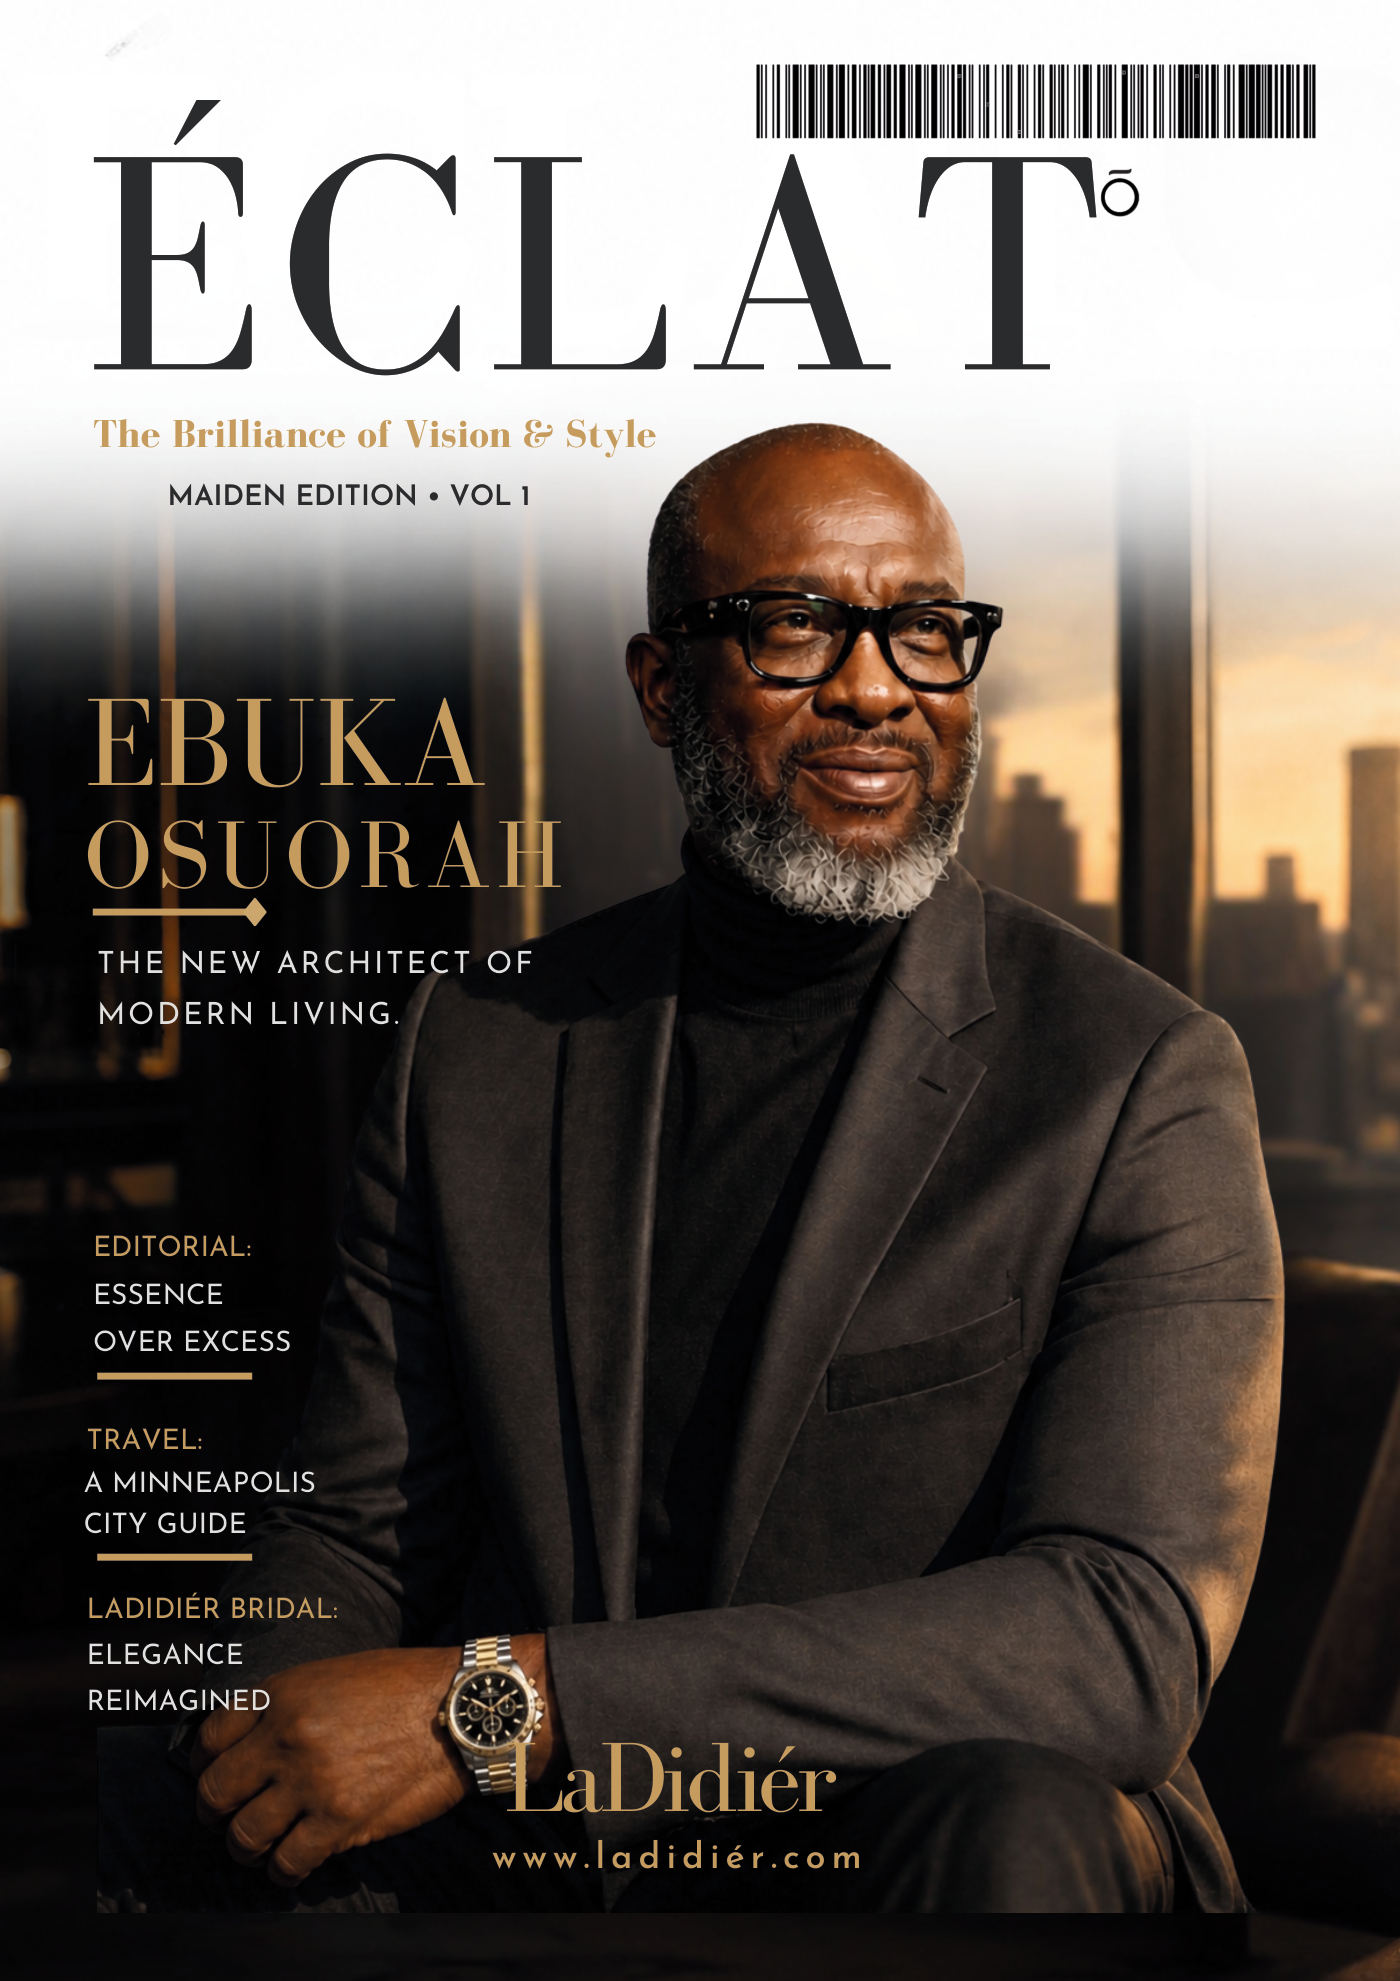 ÉCLAT
õ
The Brilliance of Vision & Style
MAIDEN EDITION • VOL 1
EBUKA
OSUORAH
THE NEW ARCHITECT OF
MODERN LIVING.
EDITORIAL:
ESSENCE
OVER EXCESS
TRAVEL:
A MINNEAPOLIS
CITY GUIDE
LADIDIÉR BRIDAL:
ELEGANCE
REIMAGINED
LaDidiér
www.ladidiér.com